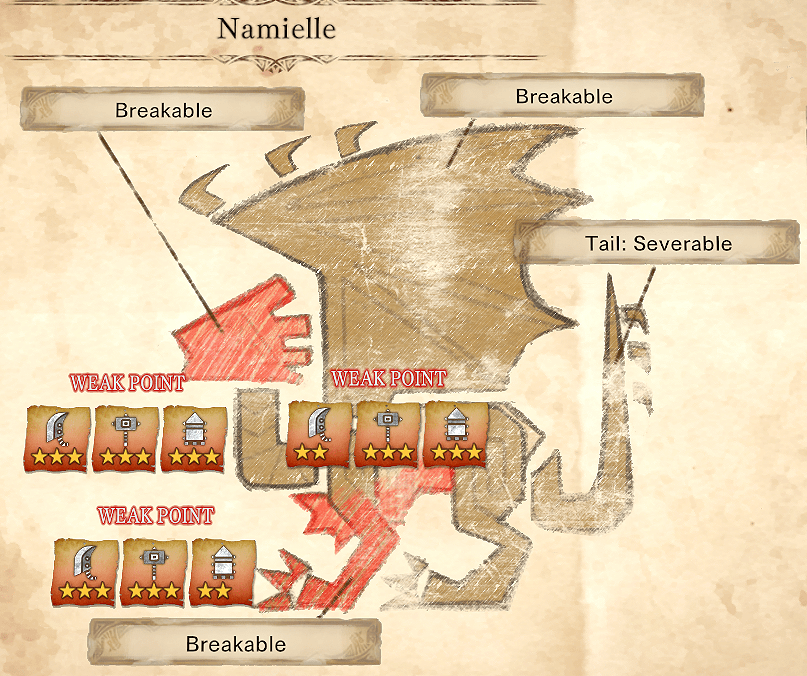 Namielle
Breakable
Breakable
Tail: Severable
WEAK POINT
WEAK POINT
WEAK POINT
Breakable